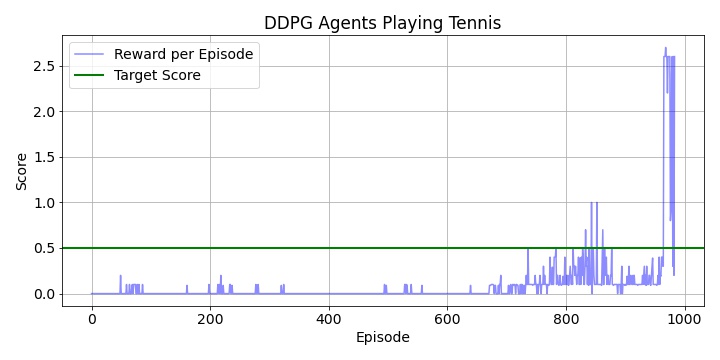 DDPG Agents Playing Tennis
Reward per Episode
Target Score
2.5
2.0
1.5
1.0
0.5
0.0
Score
0 200 400 600 800 1000
Episode